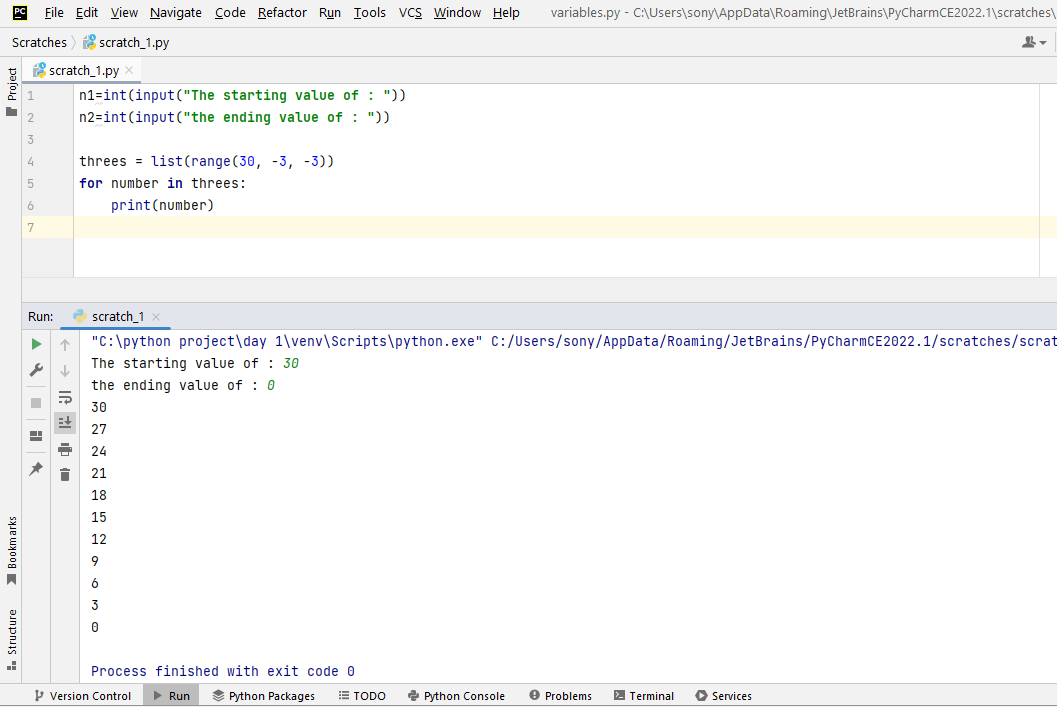 PC File Edit View Navigate Code Refactor Run Tools VCS Window Help variables.py - C:\Users\sony\AppData\Roaming\JetBrains\PyCharmCE2022.1\scratches\
Scratches scratch_1.py
scratch_1.py
Project
1 n1=int(input("The starting value of : "))
2 n2=int(input("the ending value of : "))
3
4 threes = list(range(30, -3, -3))
5 for number in threes:
6 print(number)
7
Run: scratch_1
"C:\python project\day 1\venv\Scripts\python.exe" C:/Users/sony/AppData/Roaming/JetBrains/PyCharmCE2022.1/scratches/scrat
The starting value of : 30
the ending value of : 0
30
27
24
21
18
15
12
9
6
3
0
Process finished with exit code 0
Bookmarks
Structure
Version Control Run Python Packages TODO Python Console Problems Terminal Services